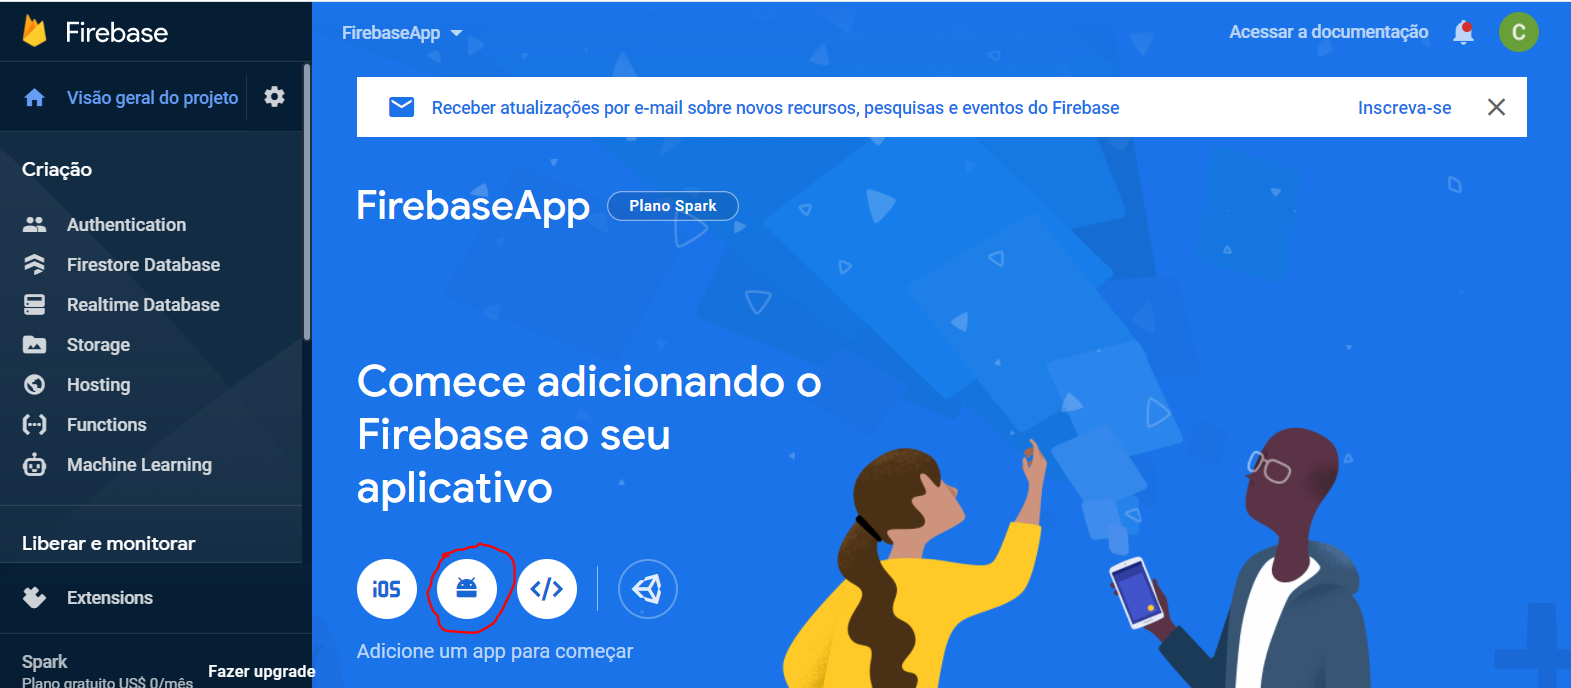 Firebase
FirebaseApp
Acessar a documentação
C
Visão geral do projeto
Receber atualizações por e-mail sobre novos recursos, pesquisas e eventos do Firebase
Inscreva-se
Criação
Authentication
Firestore Database
Realtime Database
Storage
Hosting
Functions
Machine Learning
Liberar e monitorar
Extensions
Spark
Plano gratuito US$ 0/mês
Fazer upgrade
FirebaseApp
Plano Spark
Comece adicionando o
Firebase ao seu
aplicativo
iOS
</>
Adicione um app para começar